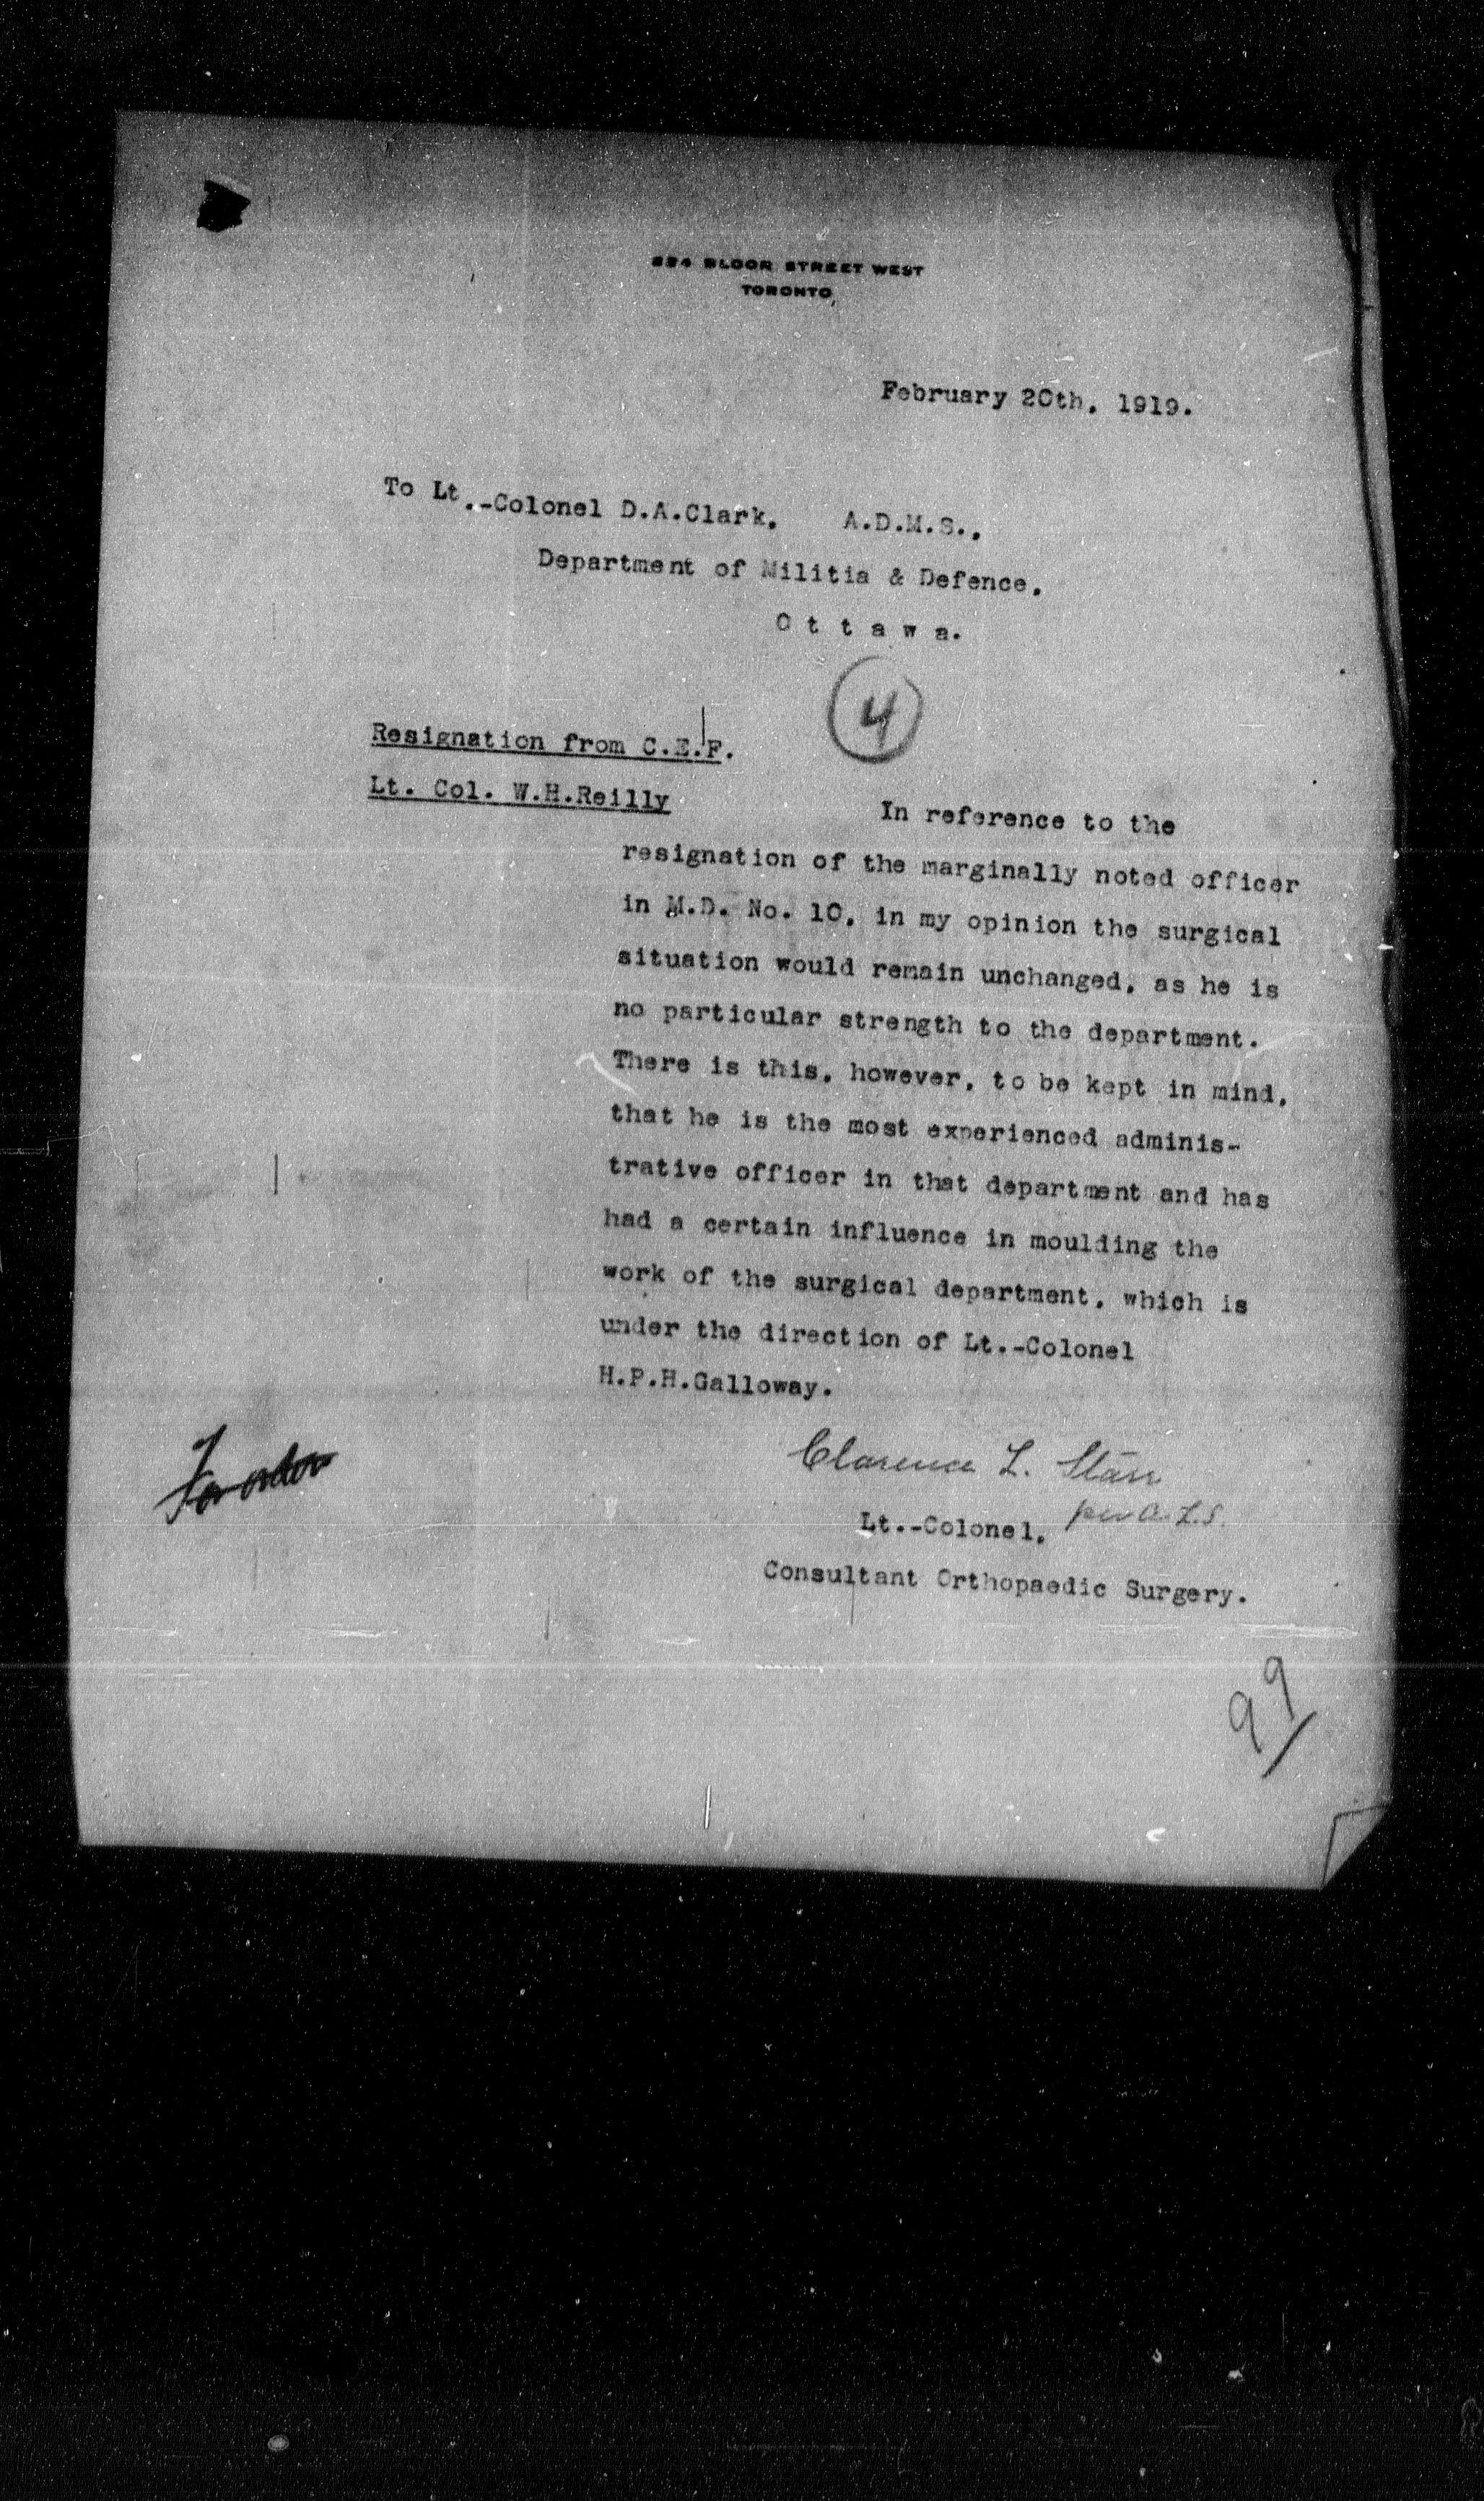 224 BLOOR STREET WEST
TORONTO
February 20th, 1919.
To Lt.-Colonel D.A.Clark, A.D.M.S.,
Department of Militia & Defence,
O t t a w a.
4
Resignation from C.E.F.
Lt. Col. W.H.Reilly
In reference to the
resignation of the marginally noted officer
in M.D. No. 10, in my opinion the surgical
situation would remain unchanged, as he is
no particular strength to the department.
There is this, however, to be kept in mind,
that he is the most experienced adminis-
trative officer in that department and has
had a certain influence in moulding the
work of the surgical department, which is
under the direction of Lt.-Colonel
H.P.H.Galloway.
Clarence L. Starr
per A.L.S.
Lt.-Colonel,
Consultant Orthopaedic Surgery.
99